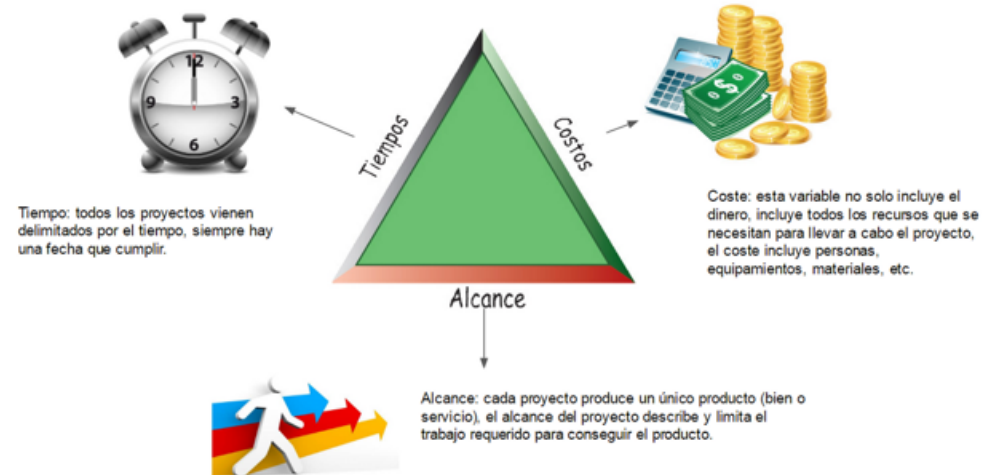 12
9
3
6
Tiempos
Costos
$
Tiempo: todos los proyectos vienen
delimitados por el tiempo, siempre hay
una fecha que cumplir.
Coste: esta variable no solo incluye el
dinero, incluye todos los recursos que se
necesitan para llevar a cabo el proyecto,
el coste incluye personas,
equipamientos, materiales, etc.
Alcance
Alcance: cada proyecto produce un único producto (bien o
servicio), el alcance del proyecto describe y limita el
trabajo requerido para conseguir el producto.